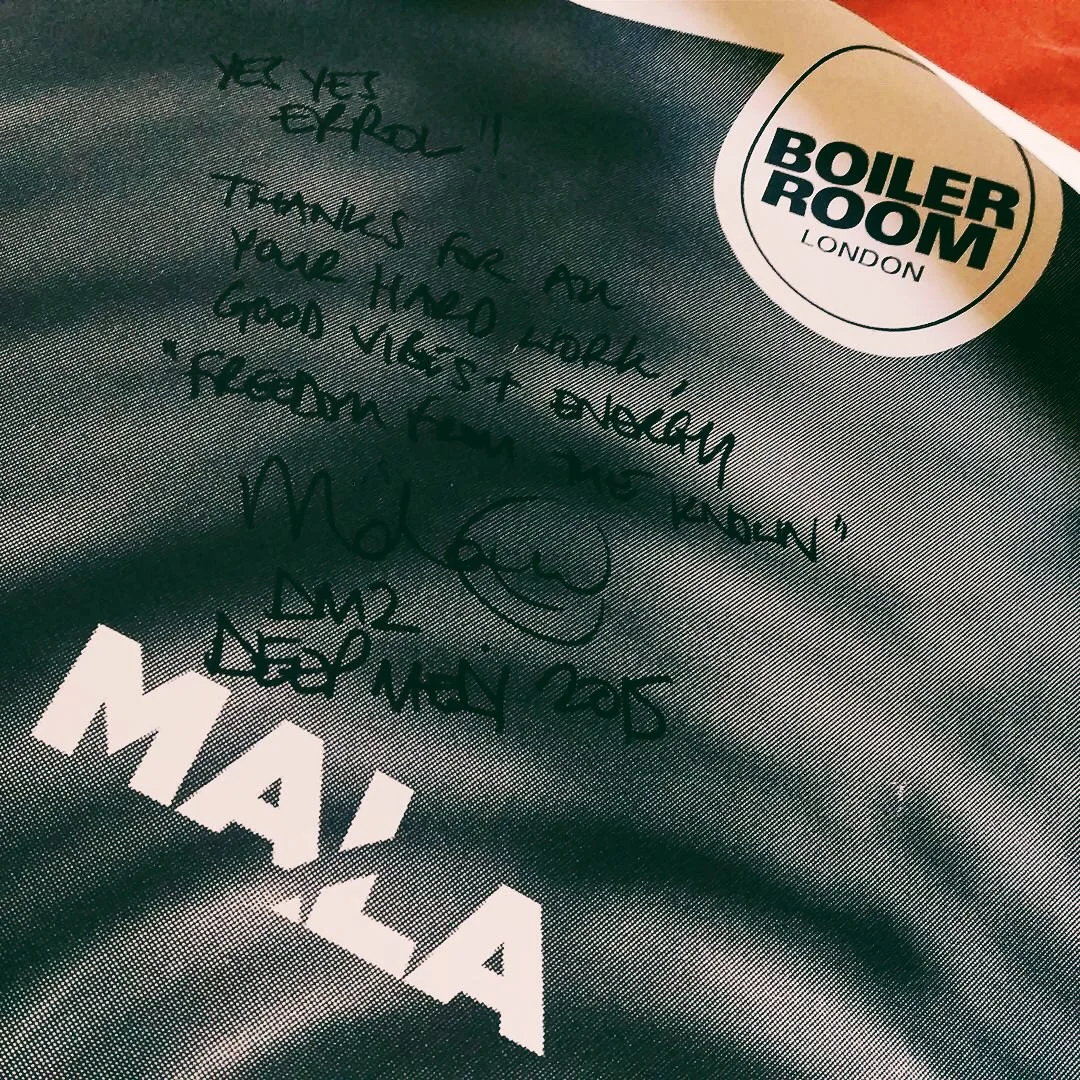 YES YES
ERROL!!
THANKS FOR ALL
YOUR HARD WORK,
GOOD VIBES + ENERGY
"FREEDOM FROM THE KNOWN"
Mala
DMZ
DEEP MEDi 2015
BOILER
ROOM
LONDON
MALA